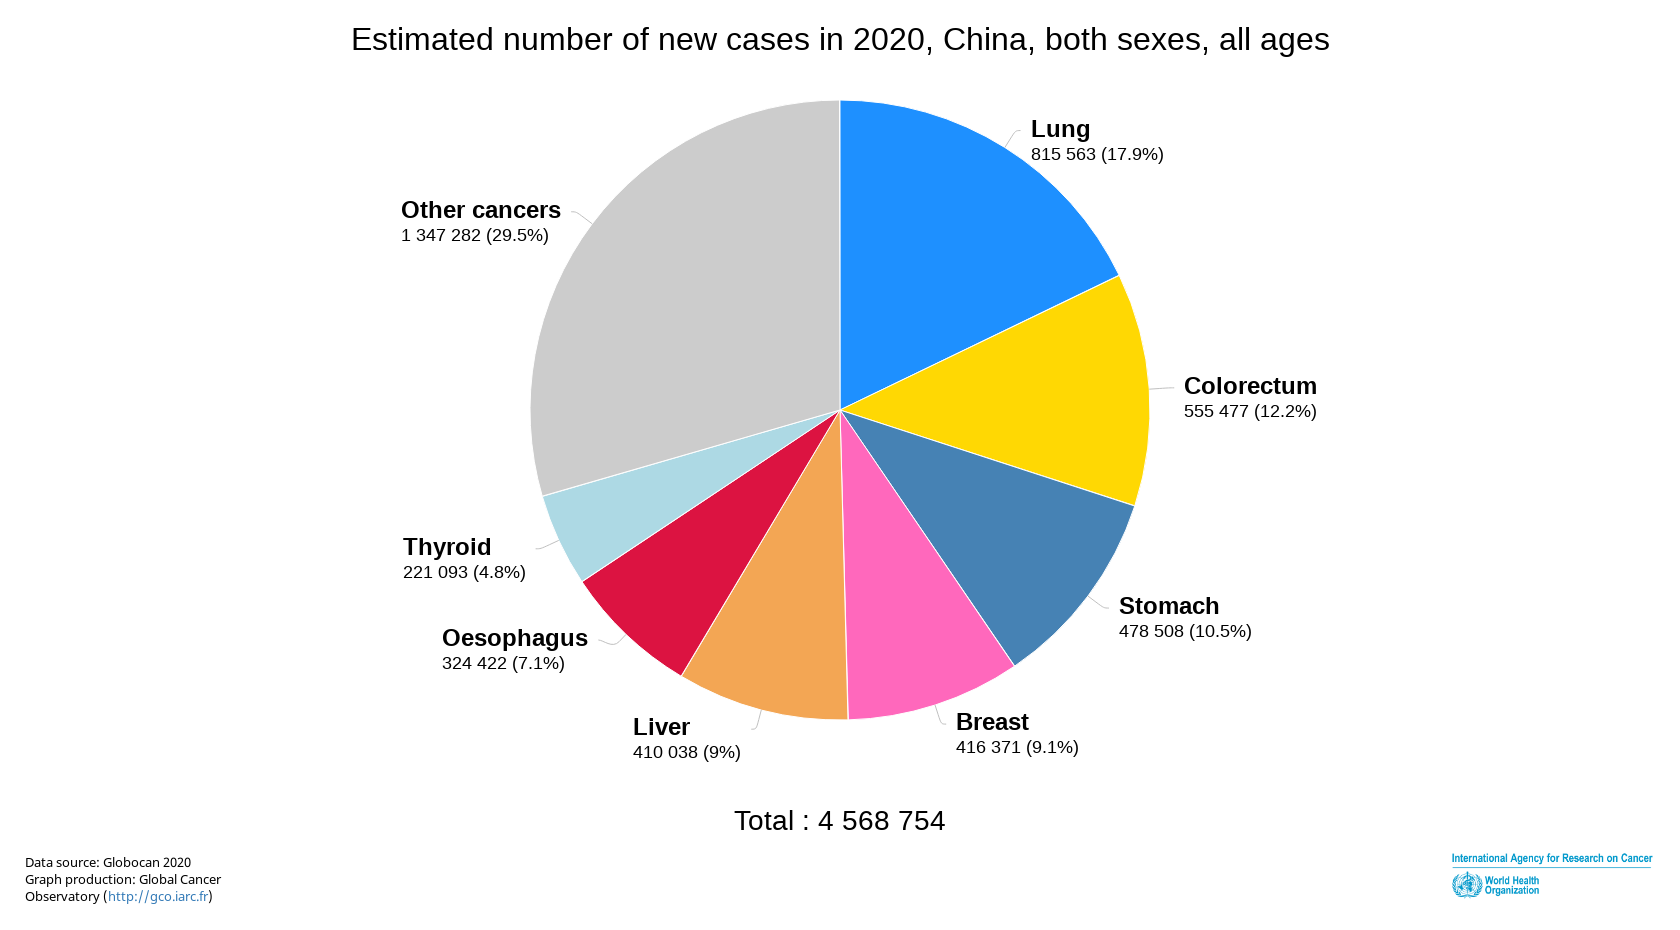 Estimated number of new cases in 2020, China, both sexes, all ages
Lung
815 563 (17.9%)
Other cancers
1 347 282 (29.5%)
Colorectum
555 477 (12.2%)
Thyroid
221 093 (4.8%)
Stomach
478 508 (10.5%)
Oesophagus
324 422 (7.1%)
Breast
416 371 (9.1%)
Liver
410 038 (9%)
Total : 4 568 754
Data source: Globocan 2020
Graph production: Global Cancer
Observatory (http://gco.iarc.fr)
International Agency for Research on Cancer
World Health
Organization